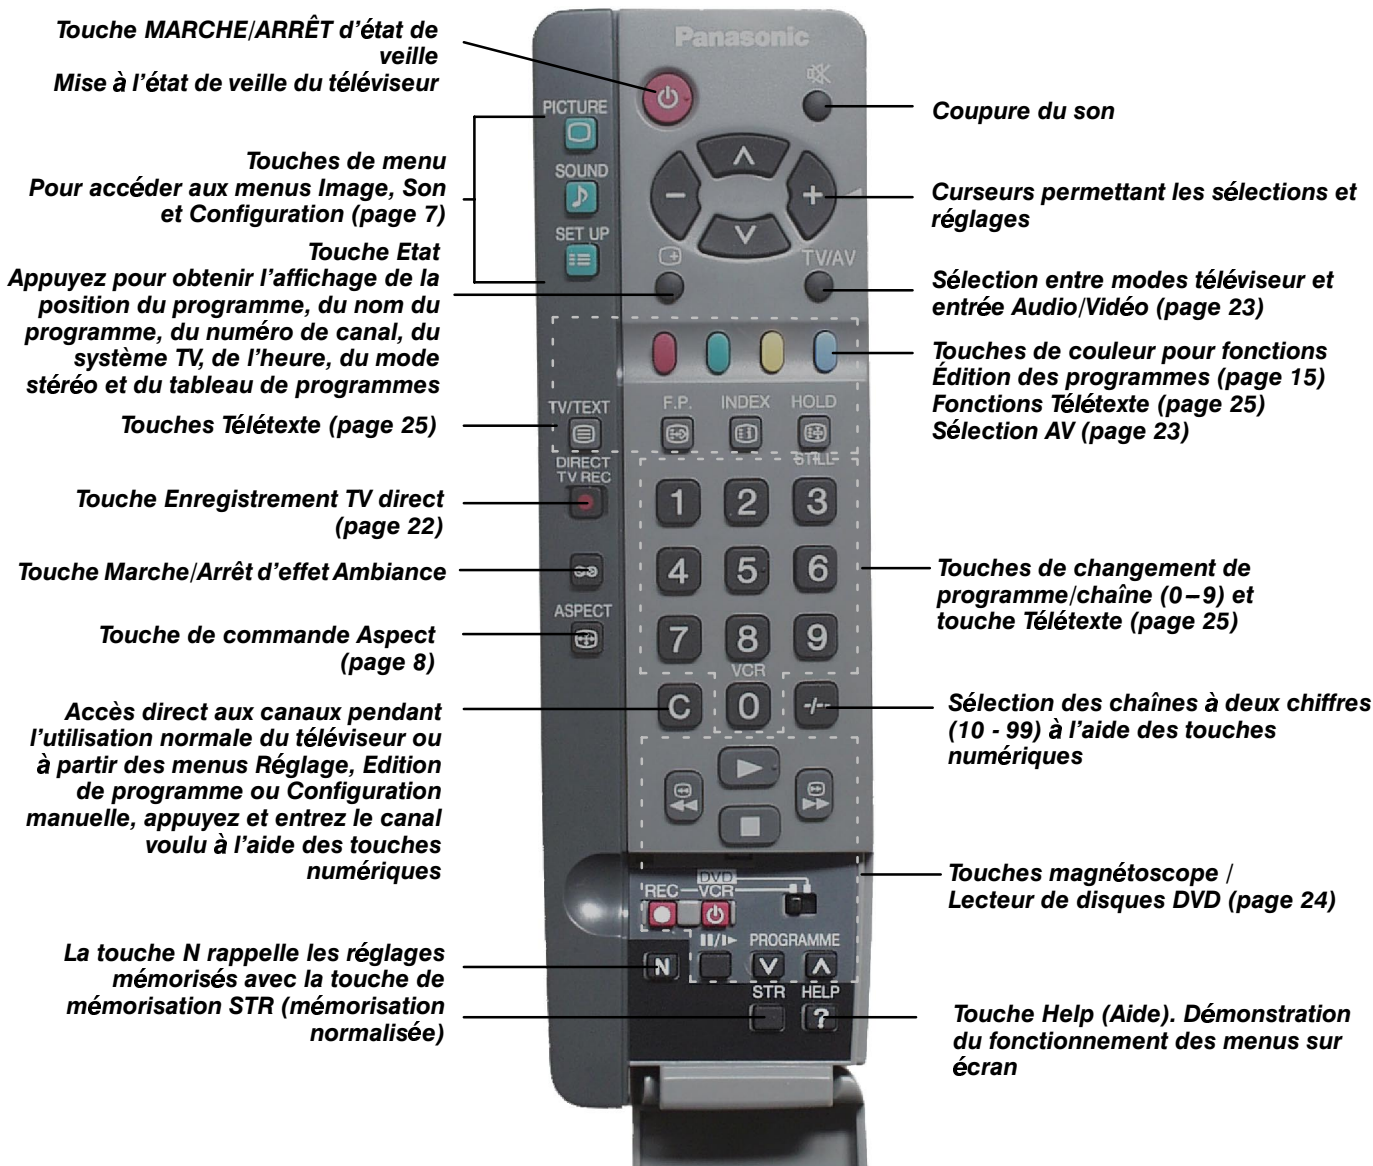 Touche MARCHE/ARRÊT d'état de
veille
Mise à l'état de veille du téléviseur
Touches de menu
Pour accéder aux menus Image, Son
et Configuration (page 7)
Touche Etat
Appuyez pour obtenir l'affichage de la
position du programme, du nom du
programme, du numéro de canal, du
système TV, de l'heure, du mode
stéréo et du tableau de programmes
Touches Télétexte (page 25)
Touche Enregistrement TV direct
(page 22)
Touche Marche/Arrêt d'effet Ambiance
Touche de commande Aspect
(page 8)
Accès direct aux canaux pendant
l'utilisation normale du téléviseur ou
à partir des menus Réglage, Edition
de programme ou Configuration
manuelle, appuyez et entrez le canal
voulu à l'aide des touches
numériques
La touche N rappelle les réglages
mémorisés avec la touche de
mémorisation STR (mémorisation
normalisée)
Panasonic
PICTURE
SOUND
SET UP
TV/AV
TV/TEXT
F.P. INDEX HOLD
DIRECT
TV REC
STILL
1 2 3
4 5 6
ASPECT
7 8 9
VCR
C 0 -/--
DVD
REC VCR
PROGRAMME
N
STR HELP
?
Coupure du son
Curseurs permettant les sélections et
réglages
Sélection entre modes téléviseur et
entrée Audio/Vidéo (page 23)
Touches de couleur pour fonctions
Édition des programmes (page 15)
Fonctions Télétexte (page 25)
Sélection AV (page 23)
Touches de changement de
programme/chaîne (0–9) et
touche Télétexte (page 25)
Sélection des chaînes à deux chiffres
(10 - 99) à l'aide des touches
numériques
Touches magnétoscope /
Lecteur de disques DVD (page 24)
Touche Help (Aide). Démonstration
du fonctionnement des menus sur
écran